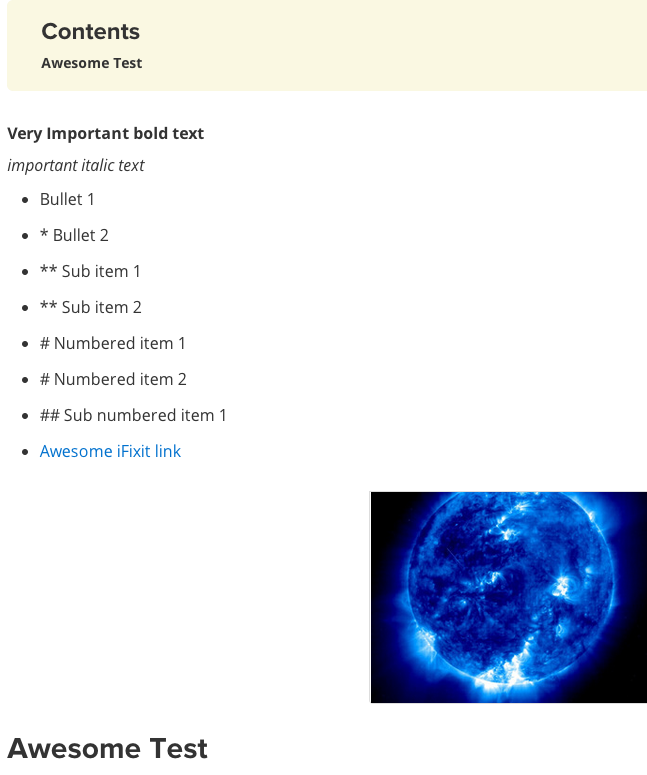 Contents
Awesome Test
Very Important bold text
important italic text
• Bullet 1
• * Bullet 2
• ** Sub item 1
• ** Sub item 2
• # Numbered item 1
• # Numbered item 2
• ## Sub numbered item 1
• Awesome iFixit link
Awesome Test